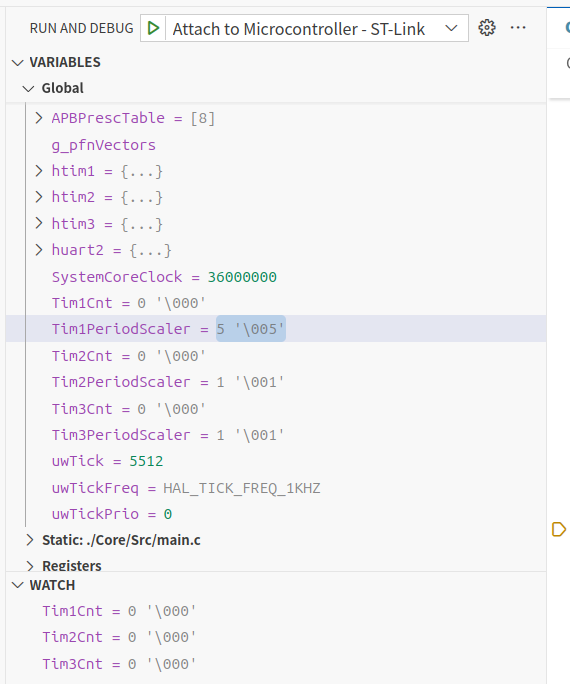 RUN AND DEBUG Attach to Microcontroller - ST-Link ...
VARIABLES
Global
APBPrescTable = [8]
g_pfnVectors
htim1 = {...}
htim2 = {...}
htim3 = {...}
huart2 = {...}
SystemCoreClock = 36000000
Tim1Cnt = 0 '\000'
Tim1PeriodScaler = 5 '\005'
Tim2Cnt = 0 '\000'
Tim2PeriodScaler = 1 '\001'
Tim3Cnt = 0 '\000'
Tim3PeriodScaler = 1 '\001'
uwTick = 5512
uwTickFreq = HAL_TICK_FREQ_1KHZ
uwTickPrio = 0
Static: ./Core/Src/main.c
Registers
WATCH
Tim1Cnt = 0 '\000'
Tim2Cnt = 0 '\000'
Tim3Cnt = 0 '\000'